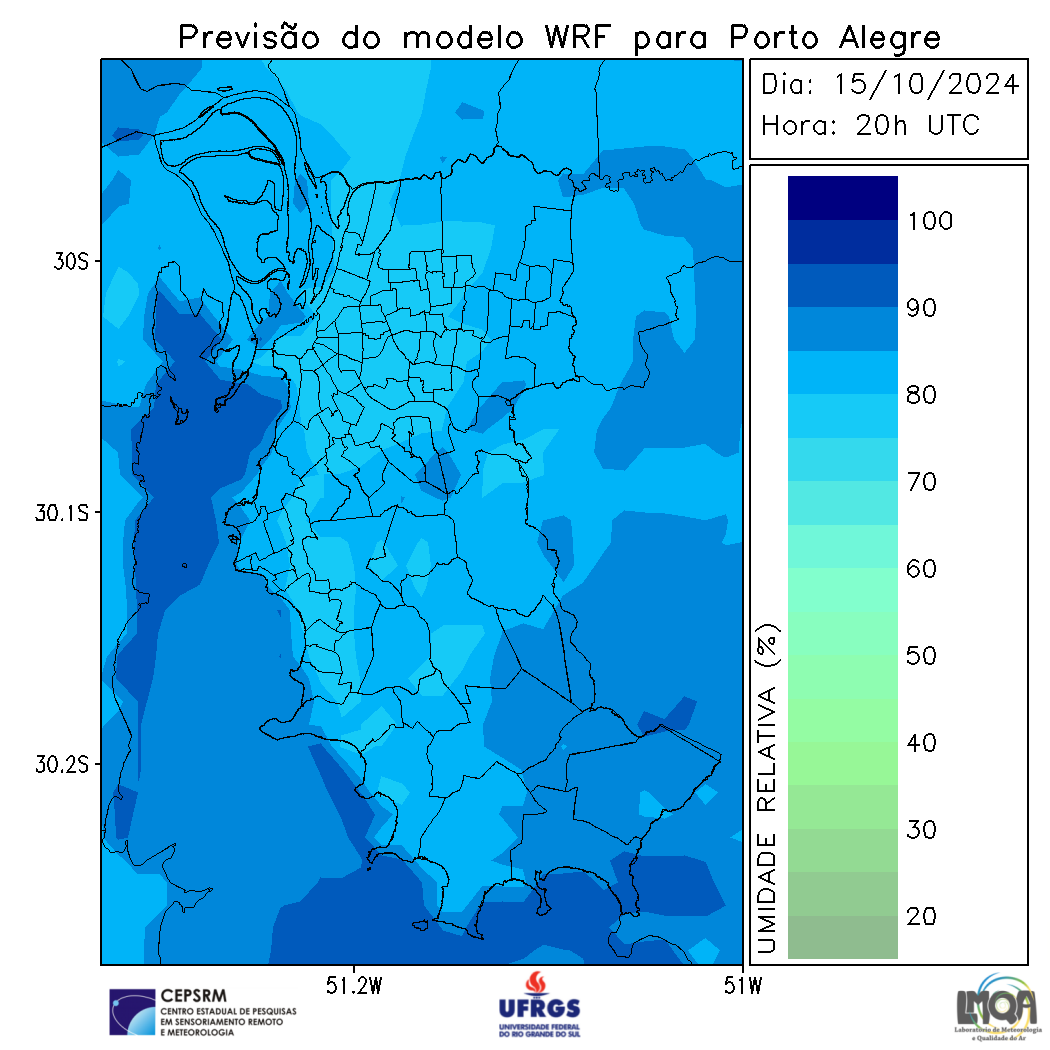 Previsão do modelo WRF para Porto Alegre
Dia: 15/10/2024
Hora: 20h UTC
100
90
80
70
60
50
40
30
20
UMIDADE RELATIVA (%)
30S
30.1S
30.2S
51.2W
51W
CEPSRM
CENTRO ESTADUAL DE PESQUISAS
EM SENSORIAMENTO REMOTO
E METEOROLOGIA
UFRGS
UNIVERSIDADE FEDERAL
DO RIO GRANDE DO SUL
LMQA
Laboratório de Meteorologia
e Qualidade do Ar